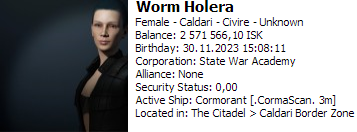 Worm Holera
Female - Caldari - Civire - Unknown
Balance: 2 571 566,10 ISK
Birthday: 30.11.2023 15:08:11
Corporation: State War Academy
Alliance: None
Security Status: 0,00
Active Ship: Cormorant [.CormaScan. 3m]
Located in: The Citadel > Caldari Border Zone